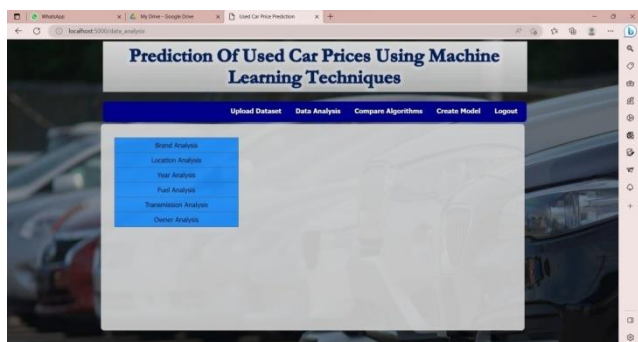 WhatsApp
My Drive - Google Drive
Used Car Price Prediction
localhost:5000/data_analysis
Prediction Of Used Car Prices Using Machine
Learning Techniques
Upload Dataset Data Analysis Compare Algorithms Create Model Logout
Brand Analysis
Location Analysis
Year Analysis
Fuel Analysis
Transmission Analysis
Owner Analysis